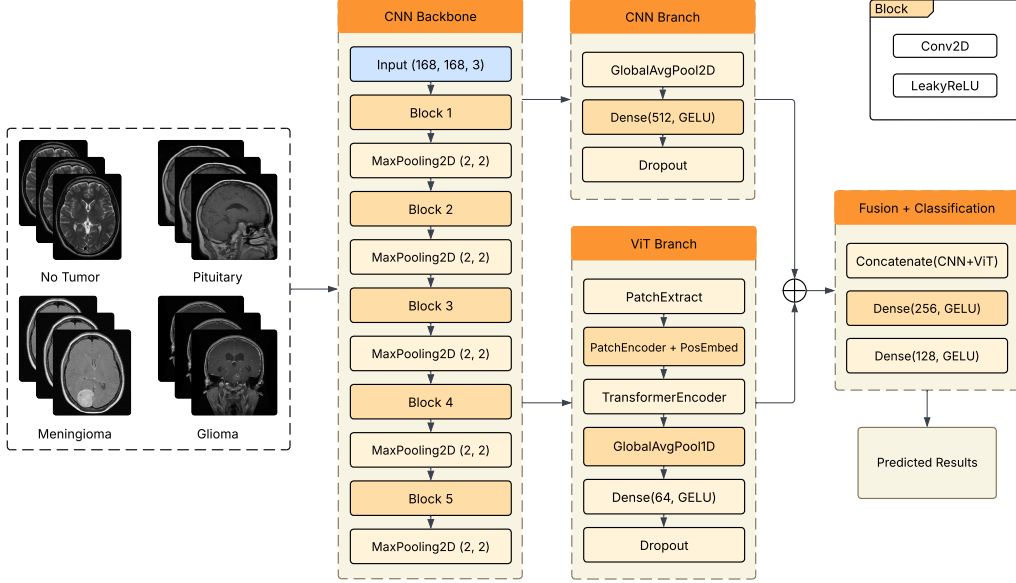 No Tumor
Pituitary
Meningioma
Glioma
CNN Backbone
Input (168, 168, 3)
Block 1
MaxPooling2D (2, 2)
Block 2
MaxPooling2D (2, 2)
Block 3
MaxPooling2D (2, 2)
Block 4
MaxPooling2D (2, 2)
Block 5
MaxPooling2D (2, 2)
CNN Branch
GlobalAvgPool2D
Dense(512, GELU)
Dropout
ViT Branch
PatchExtract
PatchEncoder + PosEmbed
TransformerEncoder
GlobalAvgPool1D
Dense(64, GELU)
Dropout
Block
Conv2D
LeakyReLU
Fusion + Classification
Concatenate(CNN+ViT)
Dense(256, GELU)
Dense(128, GELU)
Predicted Results